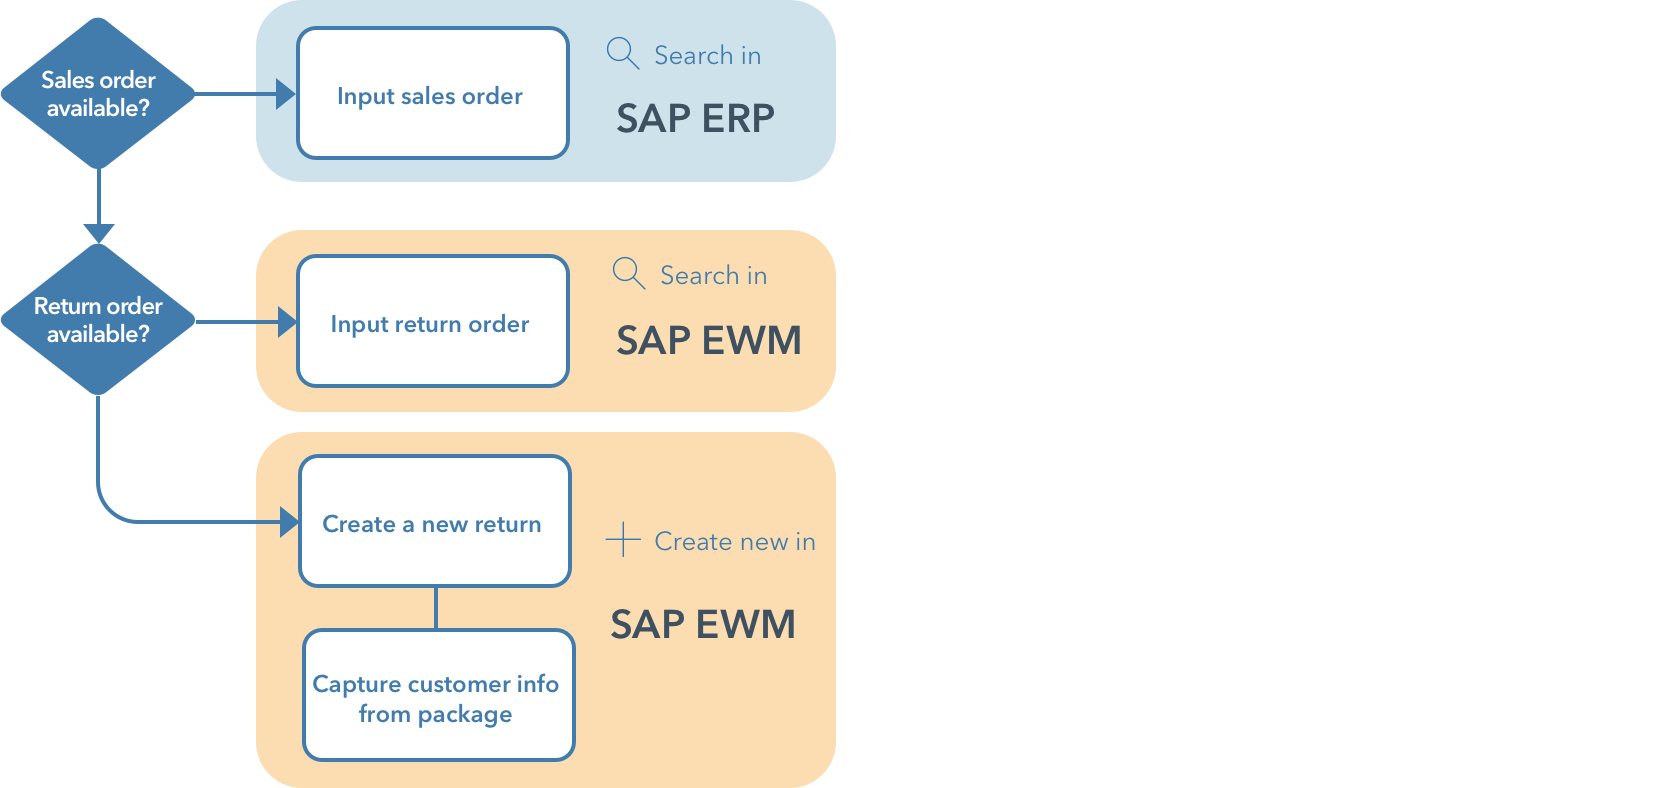 Sales order
available?
Input sales order
Search in
SAP ERP
Return order
available?
Input return order
Search in
SAP EWM
Create a new return
Create new in
SAP EWM
Capture customer info
from package